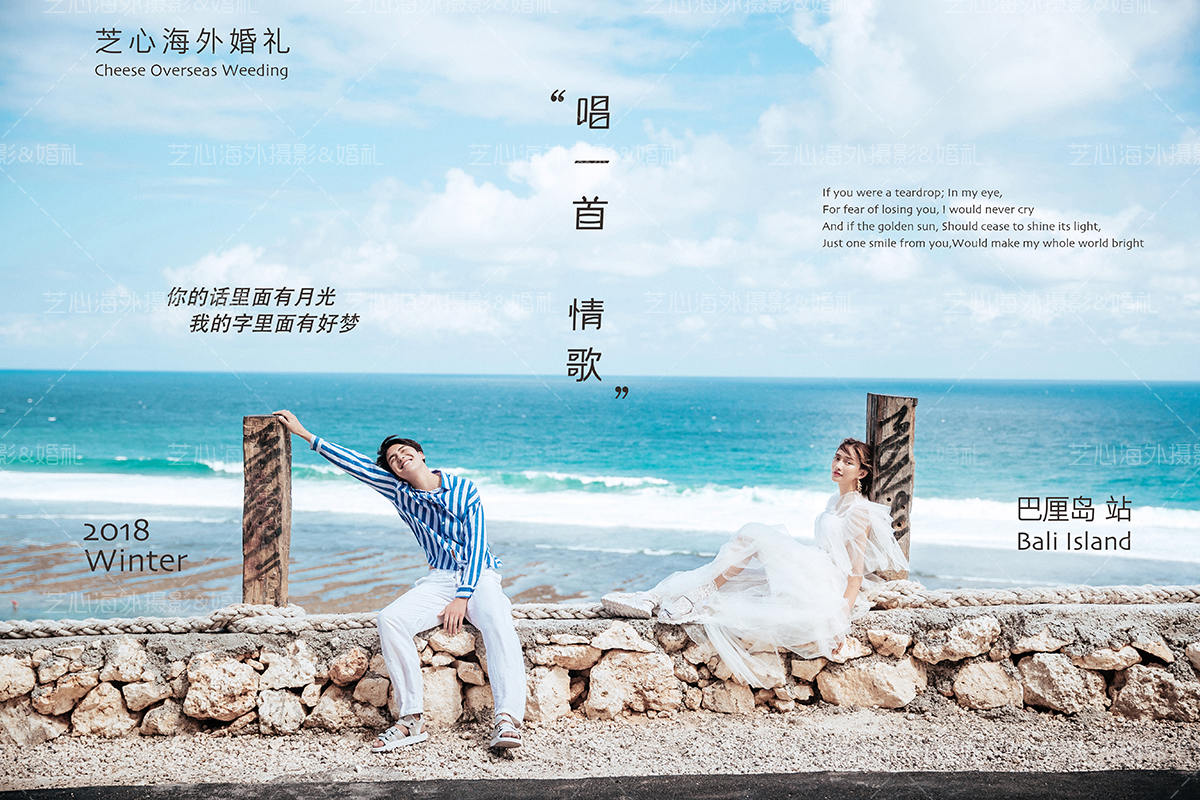 芝心海外婚礼
Cheese Overseas Weeding
“唱一首 情歌”
If you were a teardrop; In my eye,
For fear of losing you, I would never cry
And if the golden sun, Should cease to shine its light,
Just one smile from you,Would make my whole world bright
你的话里面有月光
我的字里面有好梦
2018
Winter
巴厘岛 站
Bali Island
芝心海外摄影&婚礼